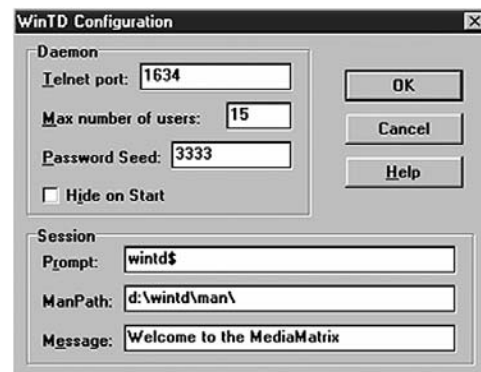 WinTD Configuration
Daemon
Telnet port: 1634
Max number of users: 15
Password Seed: 3333
Hide on Start
OK
Cancel
Help
Session
Prompt: wintd$
ManPath: d:\wintd\man\
Message: Welcome to the MediaMatrix